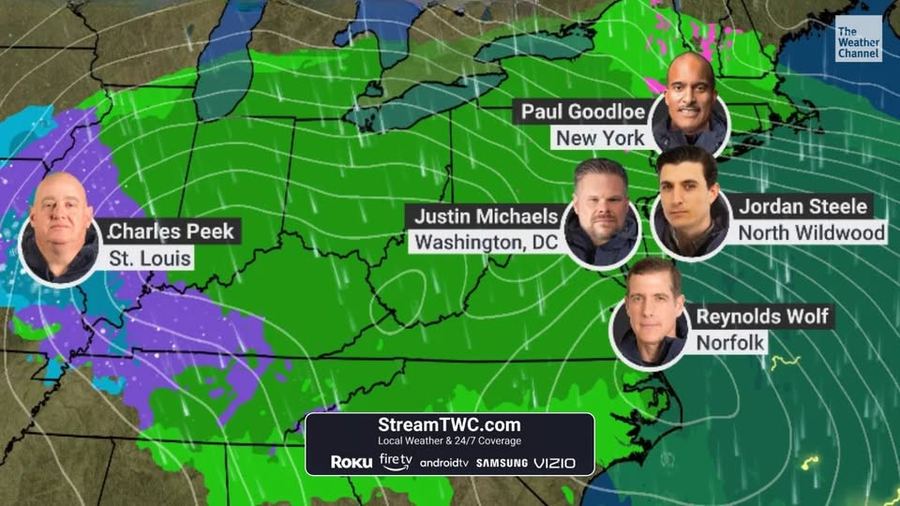 The
Weather
Channel
Paul Goodloe
New York
Justin Michaels
Washington, DC
Jordan Steele
North Wildwood
.Charles Peek
St. Louis
Reynolds Wolf
Norfolk
StreamTWC.com
Local Weather & 24/7 Coverage
ROKU fire tv androidtv SAMSUNG VIZIO